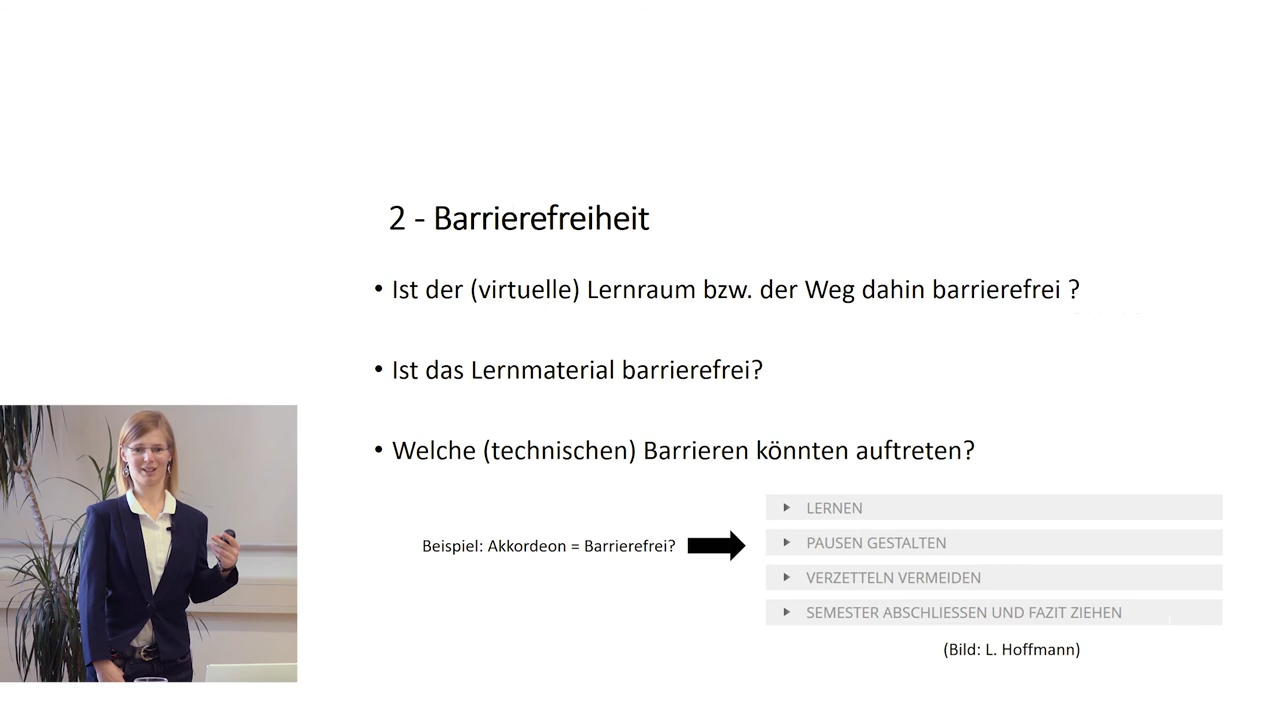 2 - Barrierefreiheit
• Ist der (virtuelle) Lernraum bzw. der Weg dahin barrierefrei ?
• Ist das Lernmaterial barrierefrei?
• Welche (technischen) Barrieren könnten auftreten?
Beispiel: Akkordeon = Barrierefrei?
LERNEN
PAUSEN GESTALTEN
VERZETTELN VERMEIDEN
SEMESTER ABSCHLIESSEN UND FAZIT ZIEHEN
(Bild: L. Hoffmann)